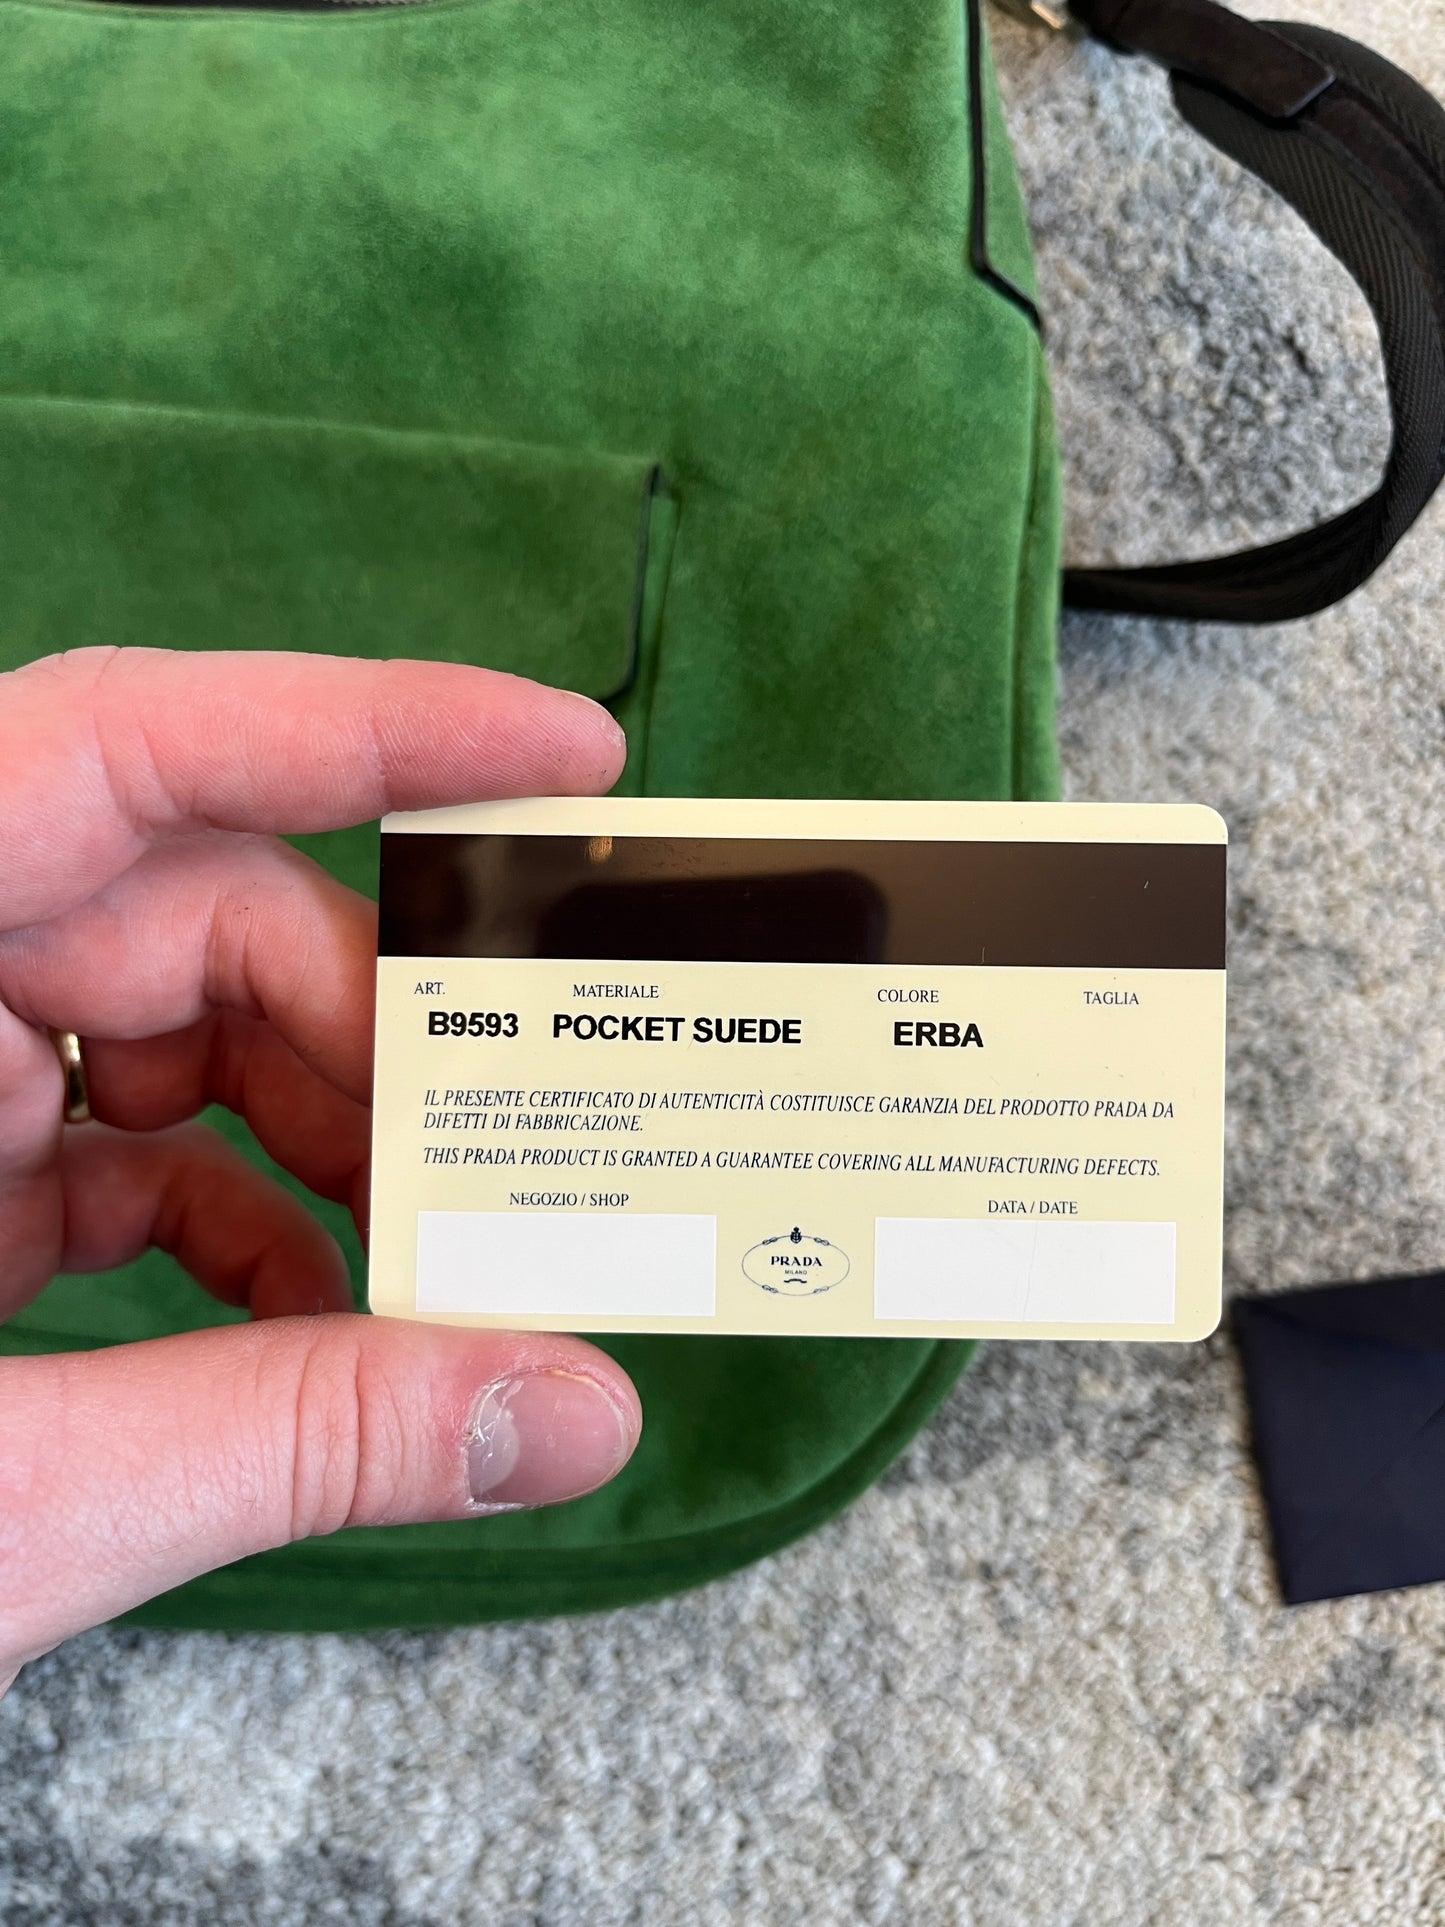 ART. MATERIALE COLORE TAGLIA
B9593 POCKET SUEDE ERBA
IL PRESENTE CERTIFICATO DI AUTENTICITÀ COSTITUISCE GARANZIA DEL PRODOTTO PRADA DA
DIFETTI DI FABBRICAZIONE.
THIS PRADA PRODUCT IS GRANTED A GUARANTEE COVERING ALL MANUFACTURING DEFECTS.
NEGOZIO / SHOP
DATA / DATE
PRADA
MILANO